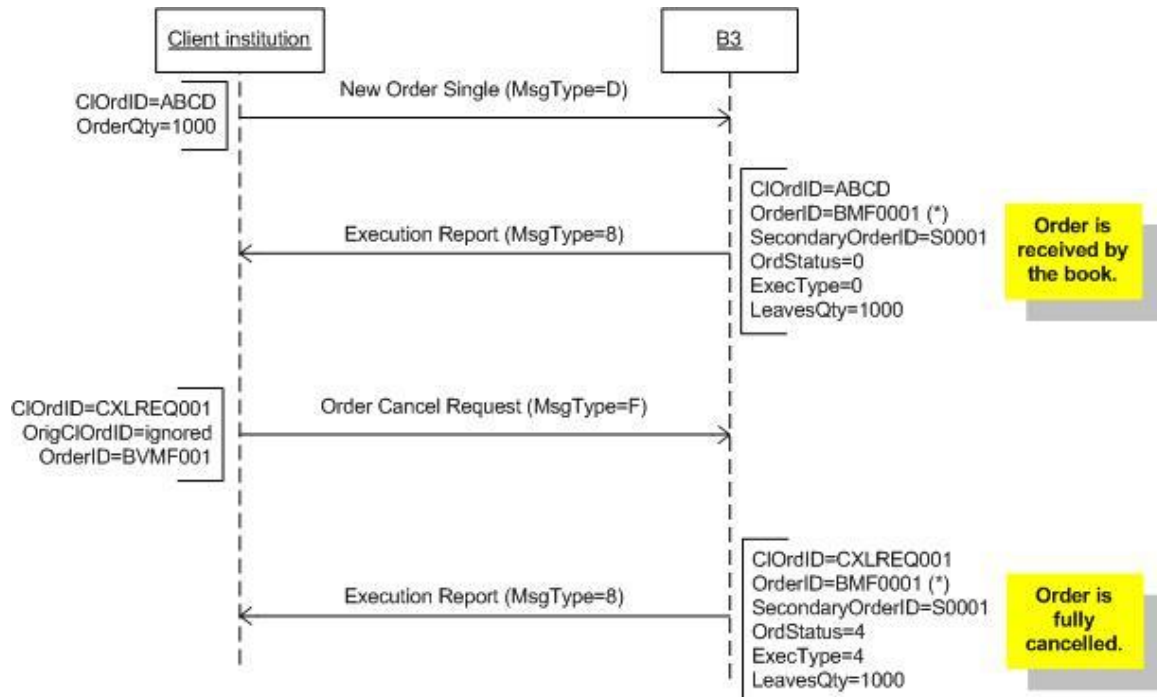 Client institution
B3
New Order Single (MsgType=D)
ClOrdID=ABCD
OrderQty=1000
ClOrdID=ABCD
OrderID=BMF0001 (*)
SecondaryOrderID=S0001
OrdStatus=0
ExecType=0
LeavesQty=1000
Execution Report (MsgType=8)
Order is
received by
the book.
ClOrdID=CXLREQ001
OrigClOrdID=ignored
OrderID=BVMF001
Order Cancel Request (MsgType=F)
ClOrdID=CXLREQ001
OrderID=BMF0001 (*)
SecondaryOrderID=S0001
OrdStatus=4
ExecType=4
LeavesQty=1000
Execution Report (MsgType=8)
Order is
fully
cancelled.